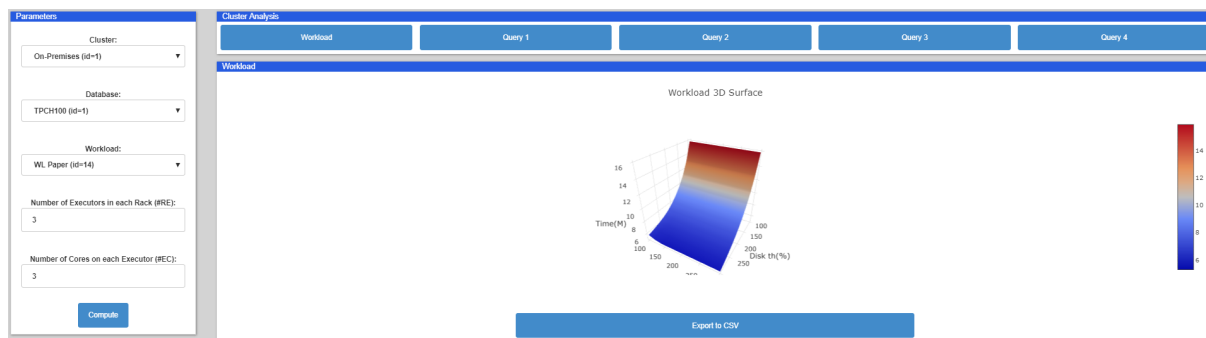 Parameters
Cluster:
On-Premises (id=1)
Database:
TPCH100 (id=1)
Workload:
WL Paper (id=14)
Number of Executors in each Rack (#RE):
3
Number of Cores on each Executor (#EC):
3
Compute
Cluster Analysis
Workload
Query 1
Query 2
Query 3
Query 4
Workload
Workload 3D Surface
16
14
12
10
8
6
Time(M)
100
150
200
250
100
150
200
250
Disk th(%)
14
12
10
8
6
Export to CSV